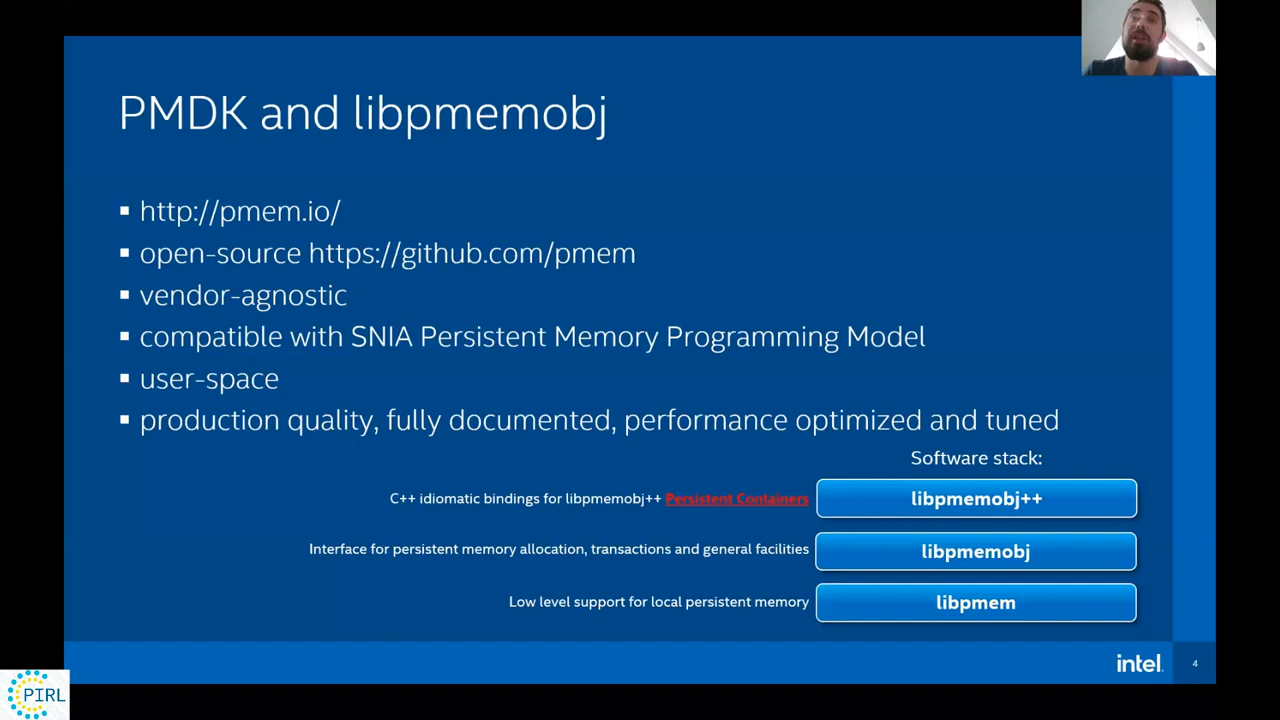 PMDK and libpmemobj
▪ http://pmem.io/
▪ open-source https://github.com/pmem
▪ vendor-agnostic
▪ compatible with SNIA Persistent Memory Programming Model
▪ user-space
▪ production quality, fully documented, performance optimized and tuned
Software stack:
C++ idiomatic bindings for libpmemobj++ Persistent Containers
libpmemobj++
Interface for persistent memory allocation, transactions and general facilities
libpmemobj
Low level support for local persistent memory
libpmem
intel.
4
PIRL